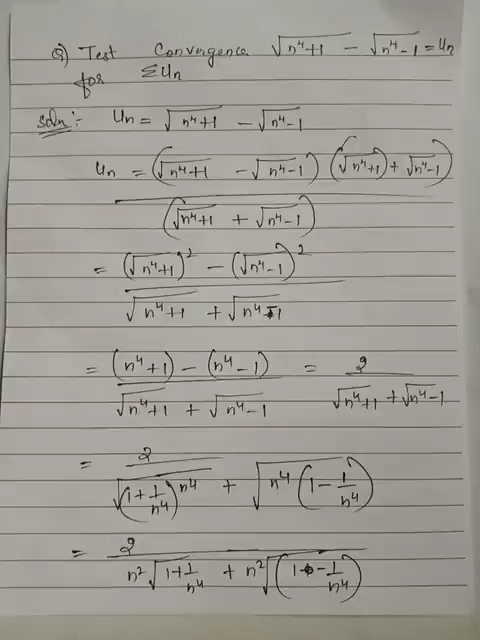 Q) Test Convergence √(n⁴+1) - √(n⁴-1) = Un
for ΣUn
Soln:- Un = √(n⁴+1) - √(n⁴-1)
Un = (√(n⁴+1) - √(n⁴-1)) (√(n⁴+1) + √(n⁴-1)) / (√(n⁴+1) + √(n⁴-1))
= (√(n⁴+1))² - (√(n⁴-1))² / √(n⁴+1) + √(n⁴-1)
= (n⁴+1) - (n⁴-1) / √(n⁴+1) + √(n⁴-1) = 2 / √(n⁴+1) + √(n⁴-1)
= 2 / √((1+1/n⁴)n⁴) + √(n⁴(1-1/n⁴))
= 2 / n²√(1+1/n⁴) + n²√((1-1/n⁴))